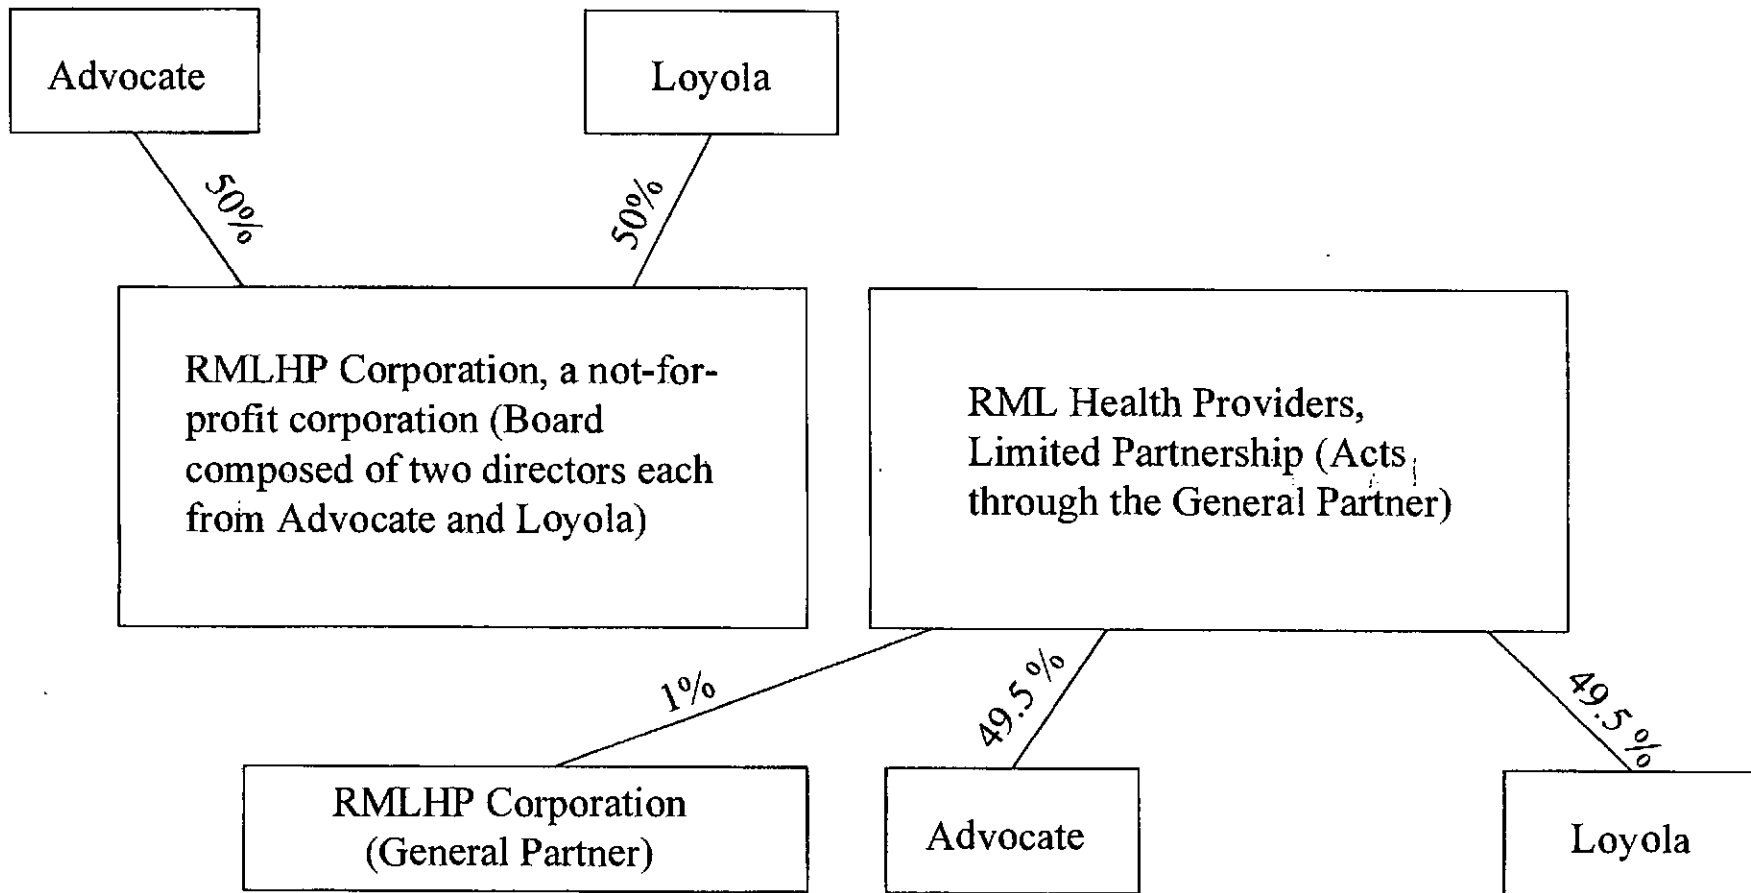 Advocate
Loyola
50%
50%
RMLHP Corporation, a not-for-
profit corporation (Board
composed of two directors each
from Advocate and Loyola)
RML Health Providers,
Limited Partnership (Acts
through the General Partner)
1%
49.5 %
49.5 %
RMLHP Corporation
(General Partner)
Advocate
Loyola